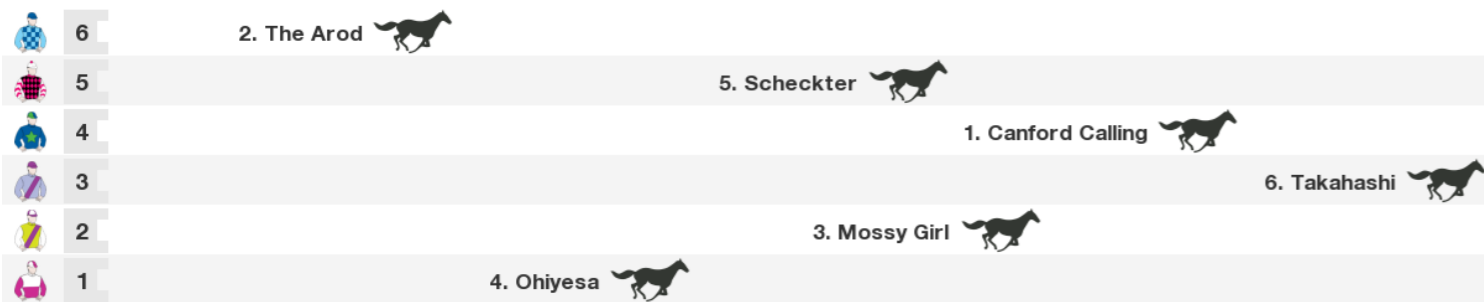 6 2. The Arod
5 5. Scheckter
4 1. Canford Calling
3 6. Takahashi
2 3. Mossy Girl
1 4. Ohiyesa